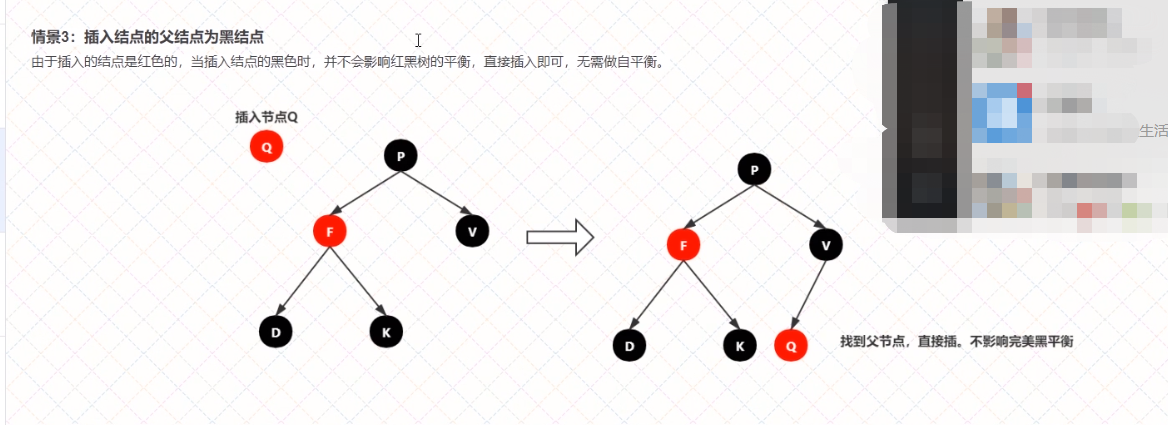 情景3：插入结点的父结点为黑结点
由于插入的结点是红色的，当插入结点的黑色时，并不会影响红黑树的平衡，直接插入即可，无需做自平衡。
插入节点Q
Q
P
F
V
D
K
P
F
V
D
K
Q
找到父节点，直接插。不影响完美黑平衡
生活